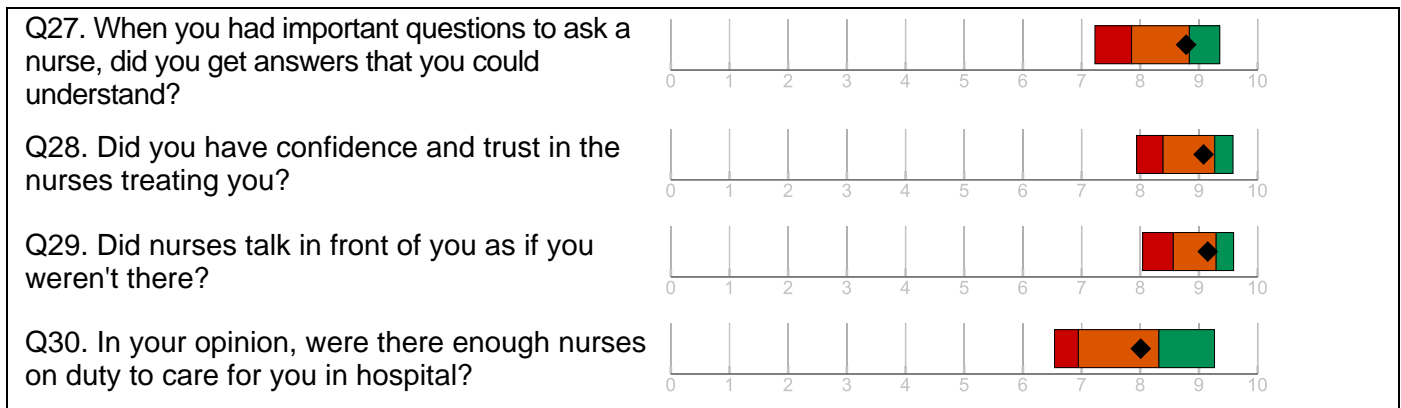 Q27. When you had important questions to ask a
nurse, did you get answers that you could
understand?
0 1 2 3 4 5 6 7 8 9 10
Q28. Did you have confidence and trust in the
nurses treating you?
0 1 2 3 4 5 6 7 8 9 10
Q29. Did nurses talk in front of you as if you
weren't there?
0 1 2 3 4 5 6 7 8 9 10
Q30. In your opinion, were there enough nurses
on duty to care for you in hospital?
0 1 2 3 4 5 6 7 8 9 10